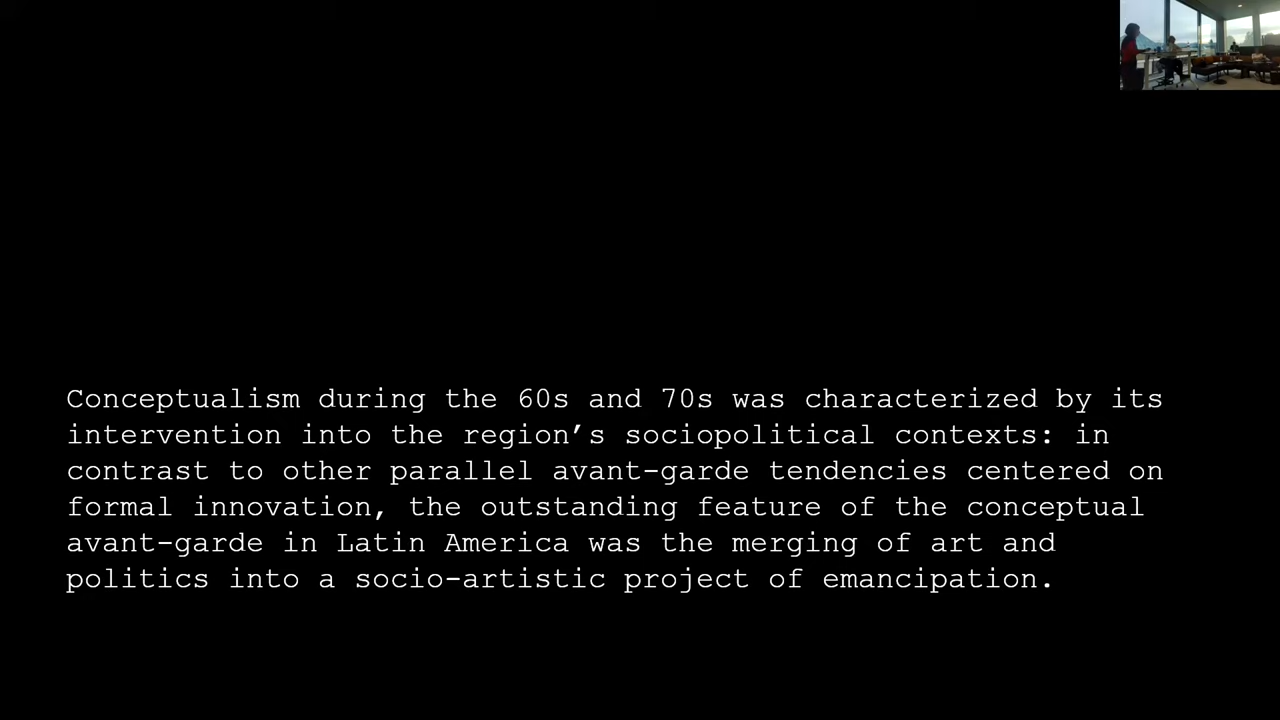 Conceptualism during the 60s and 70s was characterized by its
intervention into the region’s sociopolitical contexts: in
contrast to other parallel avant-garde tendencies centered on
formal innovation, the outstanding feature of the conceptual
avant-garde in Latin America was the merging of art and
politics into a socio-artistic project of emancipation.